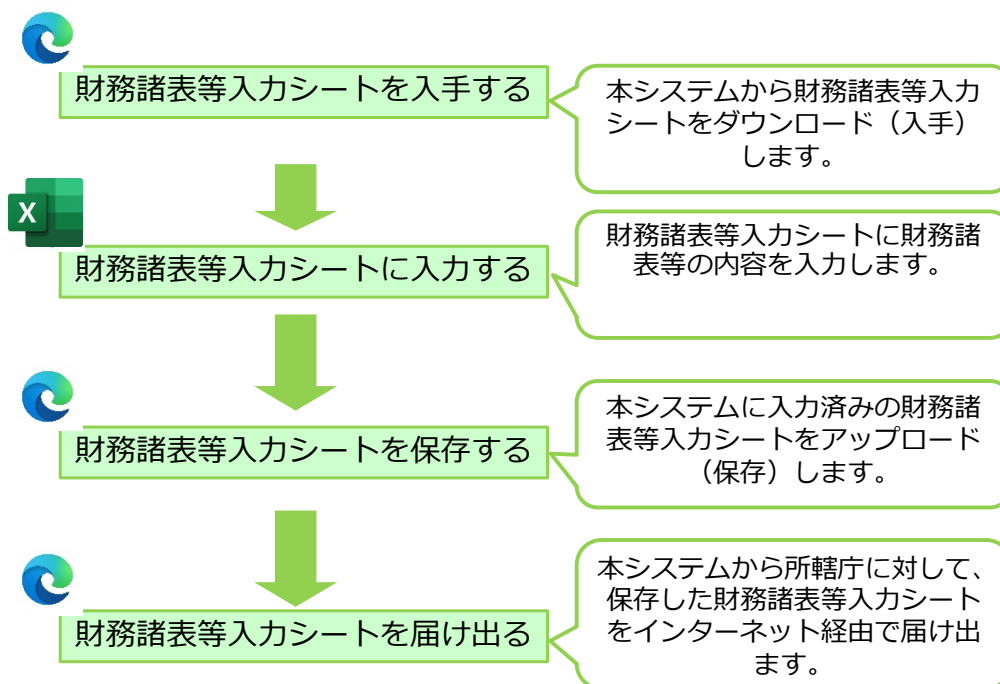 財務諸表等入力シートを入手する
本システムから財務諸表等入力
シートをダウンロード（入手）
します。
X
財務諸表等入力シートに入力する
財務諸表等入力シートに財務諸
表等の内容を入力します。
財務諸表等入力シートを保存する
本システムに入力済みの財務諸
表等入力シートをアップロード
（保存）します。
財務諸表等入力シートを届け出る
本システムから所轄庁に対して、
保存した財務諸表等入力シート
をインターネット経由で届け出
ます。